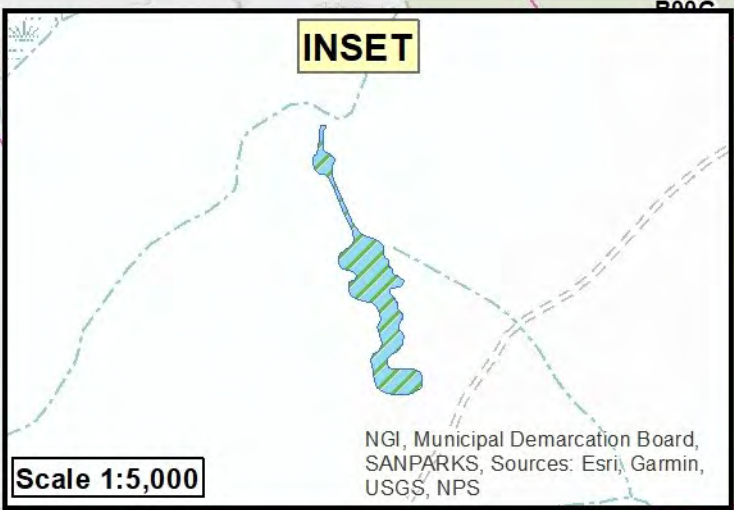 INSET
NGI, Municipal Demarcation Board,
SANPARKS, Sources: Esri, Garmin,
USGS, NPS
Scale 1:5,000